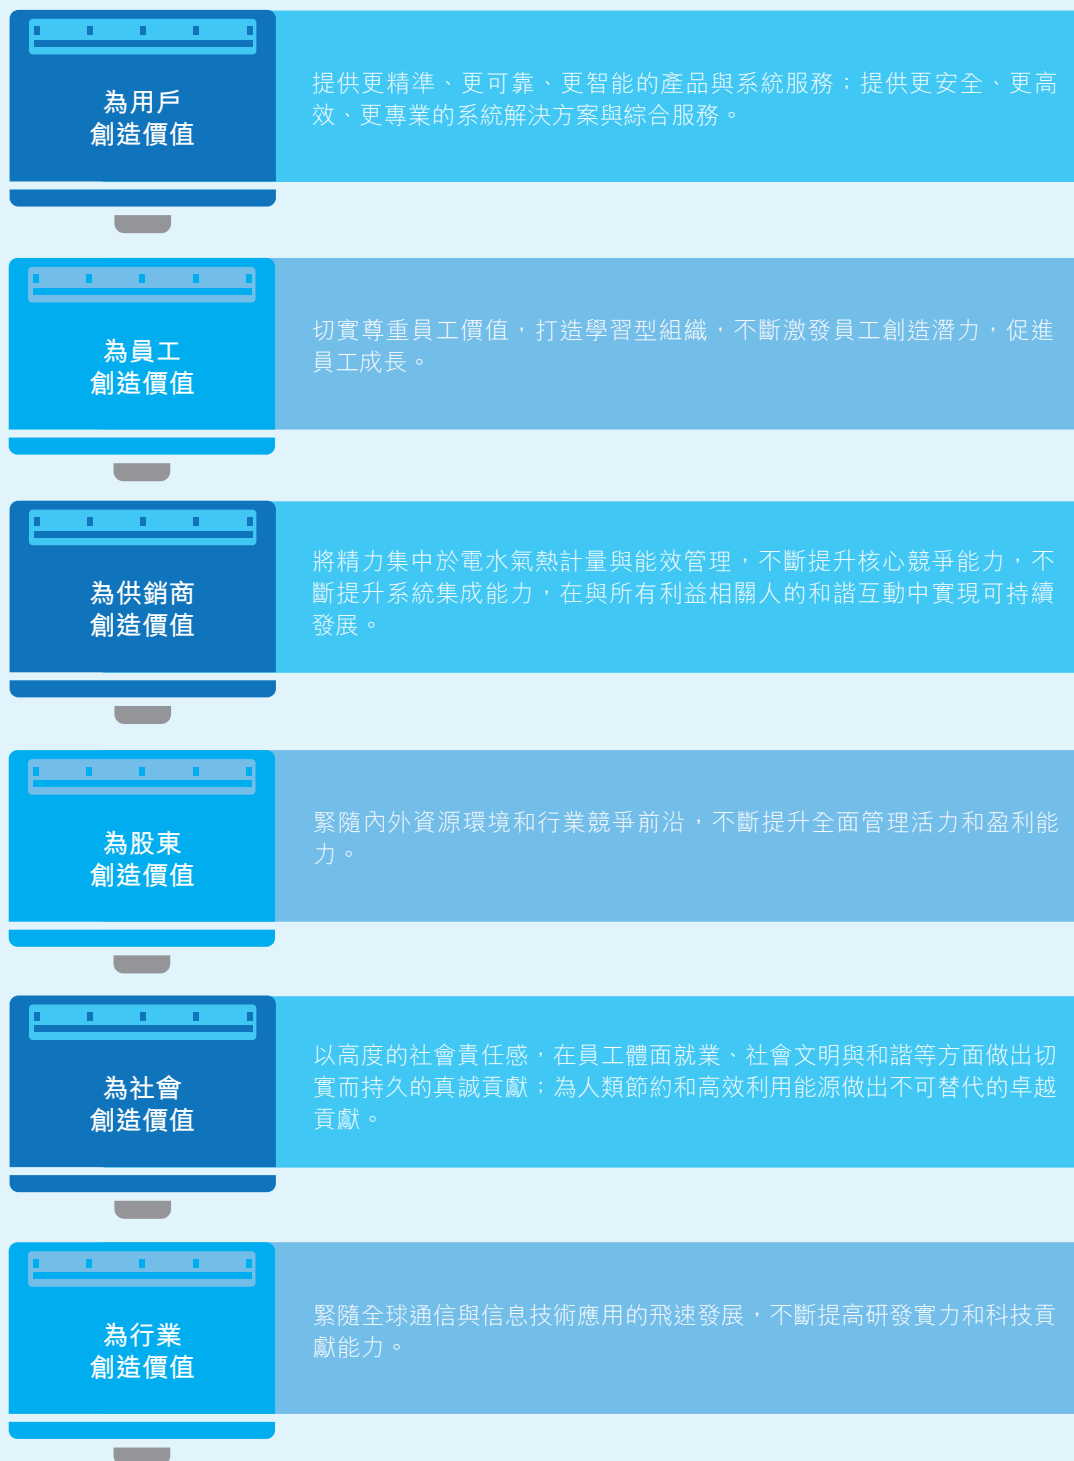 為用戶
創造價值
提供更精準、更可靠、更智能的產品與系統服務；提供更安全、更高
效、更專業的系統解決方案與綜合服務。
為員工
創造價值
切實尊重員工價值，打造學習型組織，不斷激發員工創造潛力，促進
員工成長。
為供銷商
創造價值
將精力集中於電水氣熱計量與能效管理，不斷提升核心競爭能力，不
斷提升系統集成能力，在與所有利益相關人的和諧互動中實現可持續
發展。
為股東
創造價值
緊隨內外資源環境和行業競爭前沿，不斷提升全面管理活力和盈利能
力。
為社會
創造價值
以高度的社會責任感，在員工體面就業、社會文明與和諧等方面做出切
實而持久的真誠貢獻；為人類節約和高效利用能源做出不可替代的卓越
貢獻。
為行業
創造價值
緊隨全球通信與信息技術應用的飛速發展，不斷提高研發實力和科技貢
獻能力。